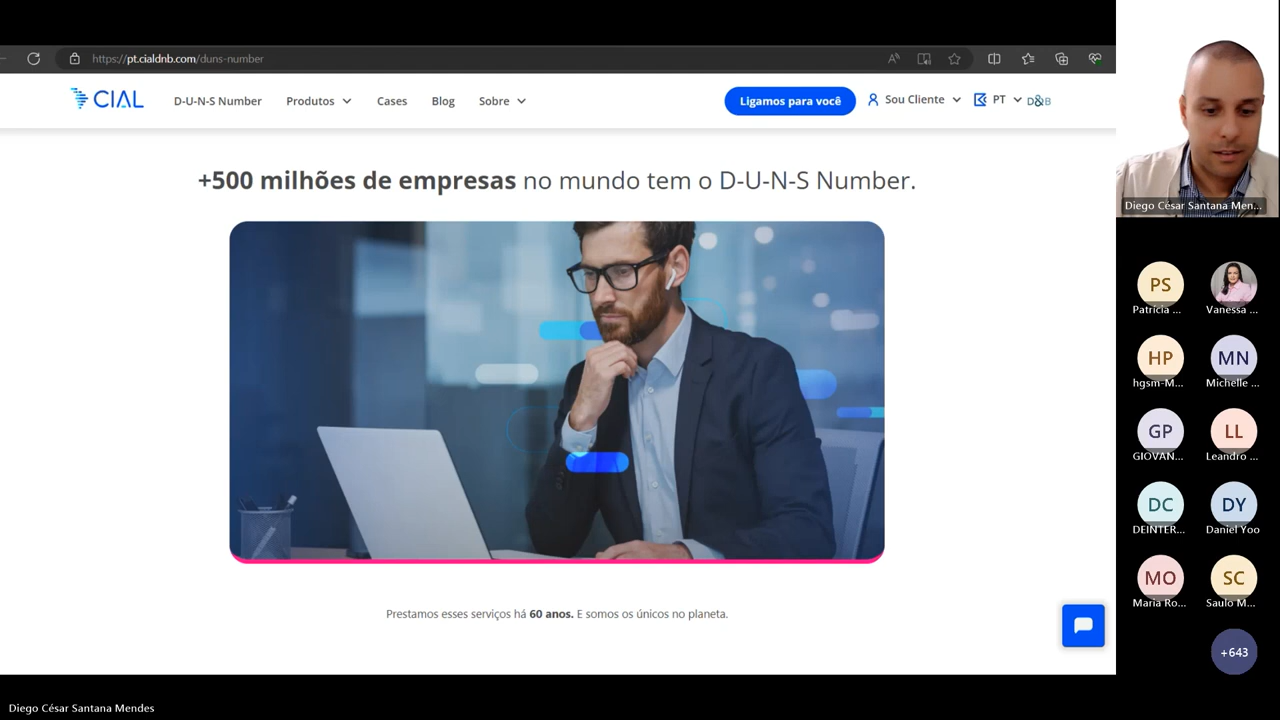 https://pt.cialdnb.com/duns-number
CIAL
D-U-N-S Number
Produtos
Cases
Blog
Sobre
Ligamos para você
Sou Cliente
PT
D&B
+500 milhões de empresas no mundo tem o D-U-N-S Number.
Prestamos esses serviços há 60 anos. E somos os únicos no planeta.
Diego César Santana Men...
PS
Patrícia ...
Vanessa ...
HP
hgsm-M...
MN
Michelle ...
GP
GIOVAN...
LL
Leandro ...
DC
DEINTER...
DY
Daniel Yoo
MO
Maria Ro...
SC
Saulo M...
+643
Diego César Santana Mendes